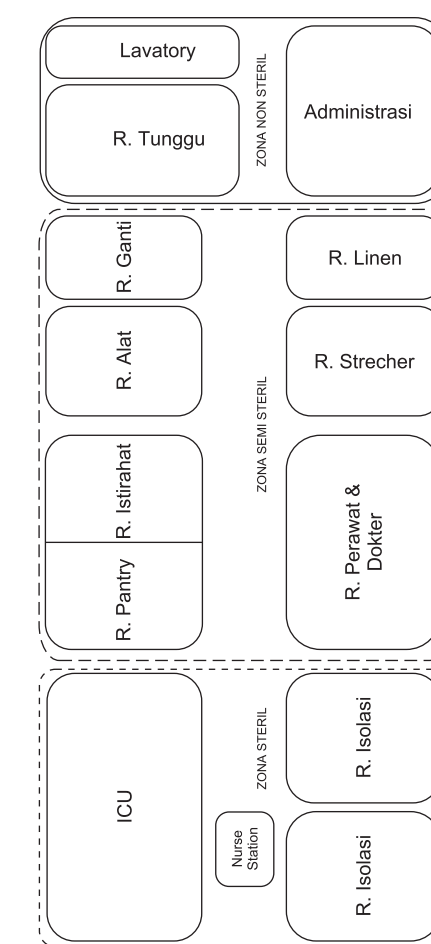 Lavatory
R. Tunggu
ZONA NON STERIL
Administrasi
R. Ganti
R. Linen
R. Alat
R. Strecher
ZONA SEMI STERIL
R. Istirahat
R. Pantry
R. Perawat &
Dokter
ICU
ZONA STERIL
Nurse
Station
R. Isolasi
R. Isolasi